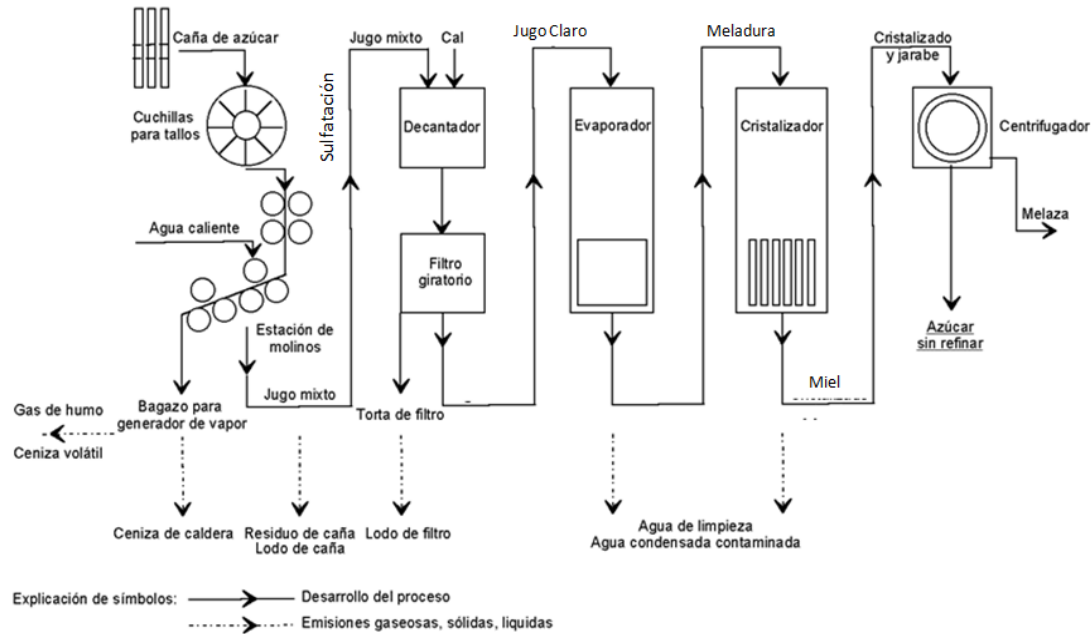 Caña de azúcar
Cuchillas
para tallos
Agua caliente
Estación de
molinos
Jugo mixto
Bagazo para
generador de vapor
Gas de humo
Ceniza volátil
Ceniza de caldera
Residuo de caña
Lodo de caña
Sulfatación
Jugo mixto
Cal
Decantador
Filtro
giratorio
Torta de filtro
Lodo de filtro
Jugo Claro
Evaporador
Meladura
Cristalizador
Agua de limpieza
Agua condensada contaminada
Miel
Cristalizado
y jarabe
Centrifugador
Melaza
Azúcar
sin refinar
Explicación de símbolos:
Desarrollo del proceso
Emisiones gaseosas, sólidas, liquidas